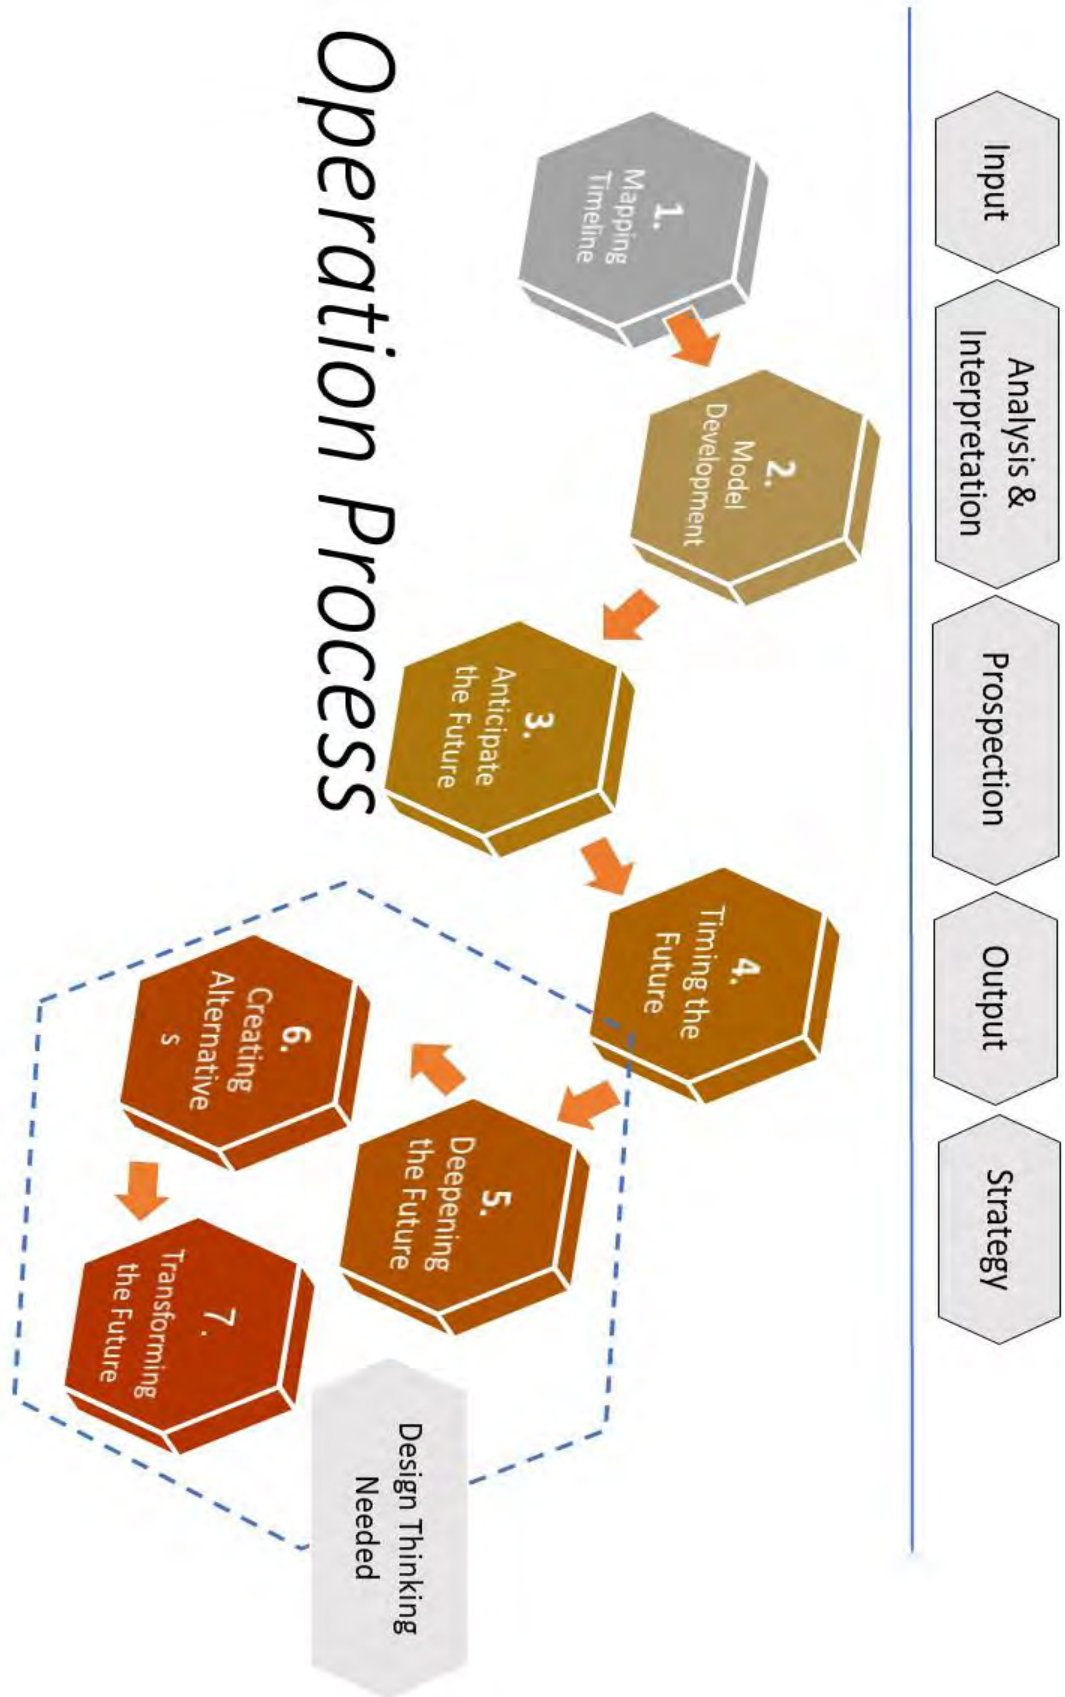 Input
Analysis &
Interpretation
Prospection
Output
Strategy
1.
Mapping
Timeline
2.
Model
Development
3.
Anticipate
the Future
4.
Timing the
Future
5.
Deepening
the Future
6.
Creating
Alternative
s
7.
Transforming
the Future
Design Thinking
Needed
Operation Process